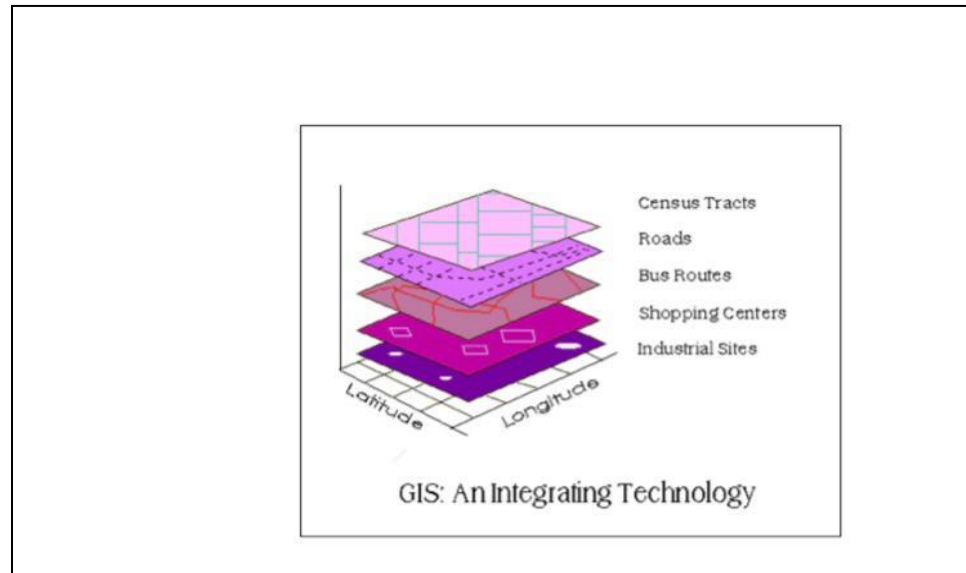 Census Tracts
Roads
Bus Routes
Shopping Centers
Industrial Sites
Latitude
Longitude
GIS: An Integrating Technology